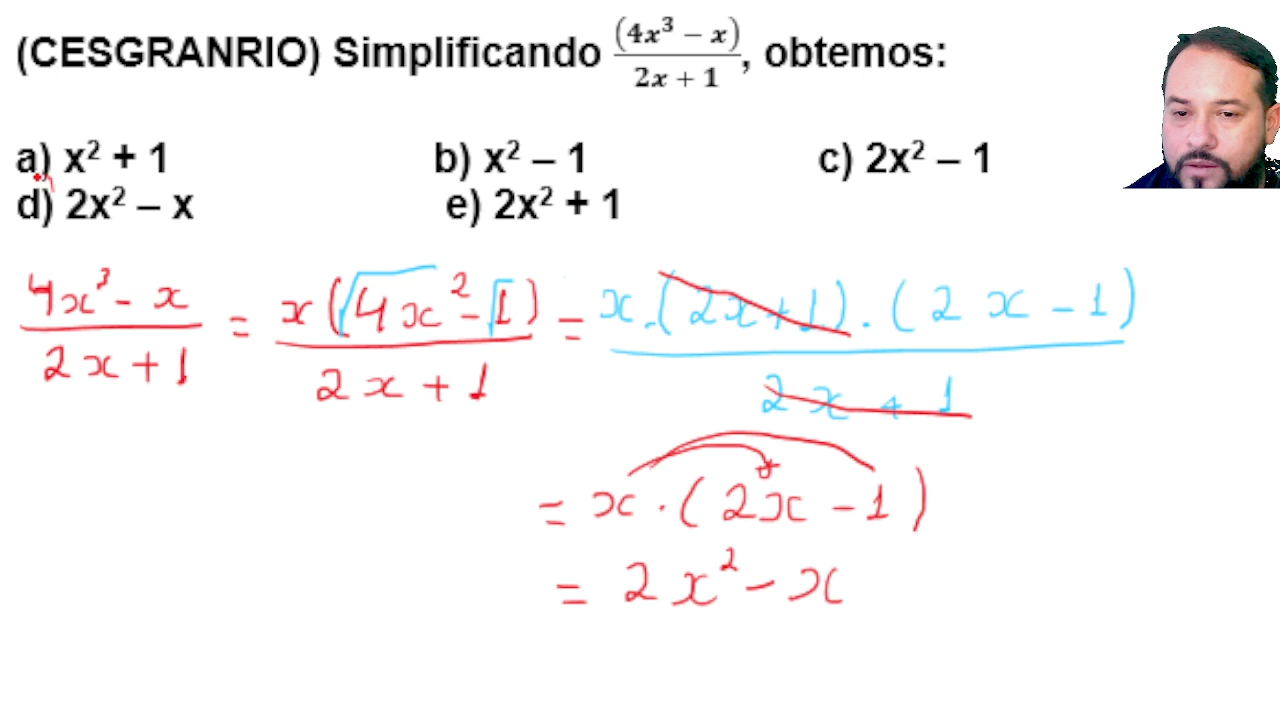 (CESGRANRIO) Simplificando (4x³ − x)/(2x + 1), obtemos:
a) x² + 1 b) x² – 1 c) 2x² – 1
d) 2x² – x e) 2x² + 1
(4x³ - x)/(2x + 1) = x(4x² - 1)/(2x + 1) = x.(2x+1).(2x - 1)/(2x + 1)
= x.(2x - 1)
= 2x² - x